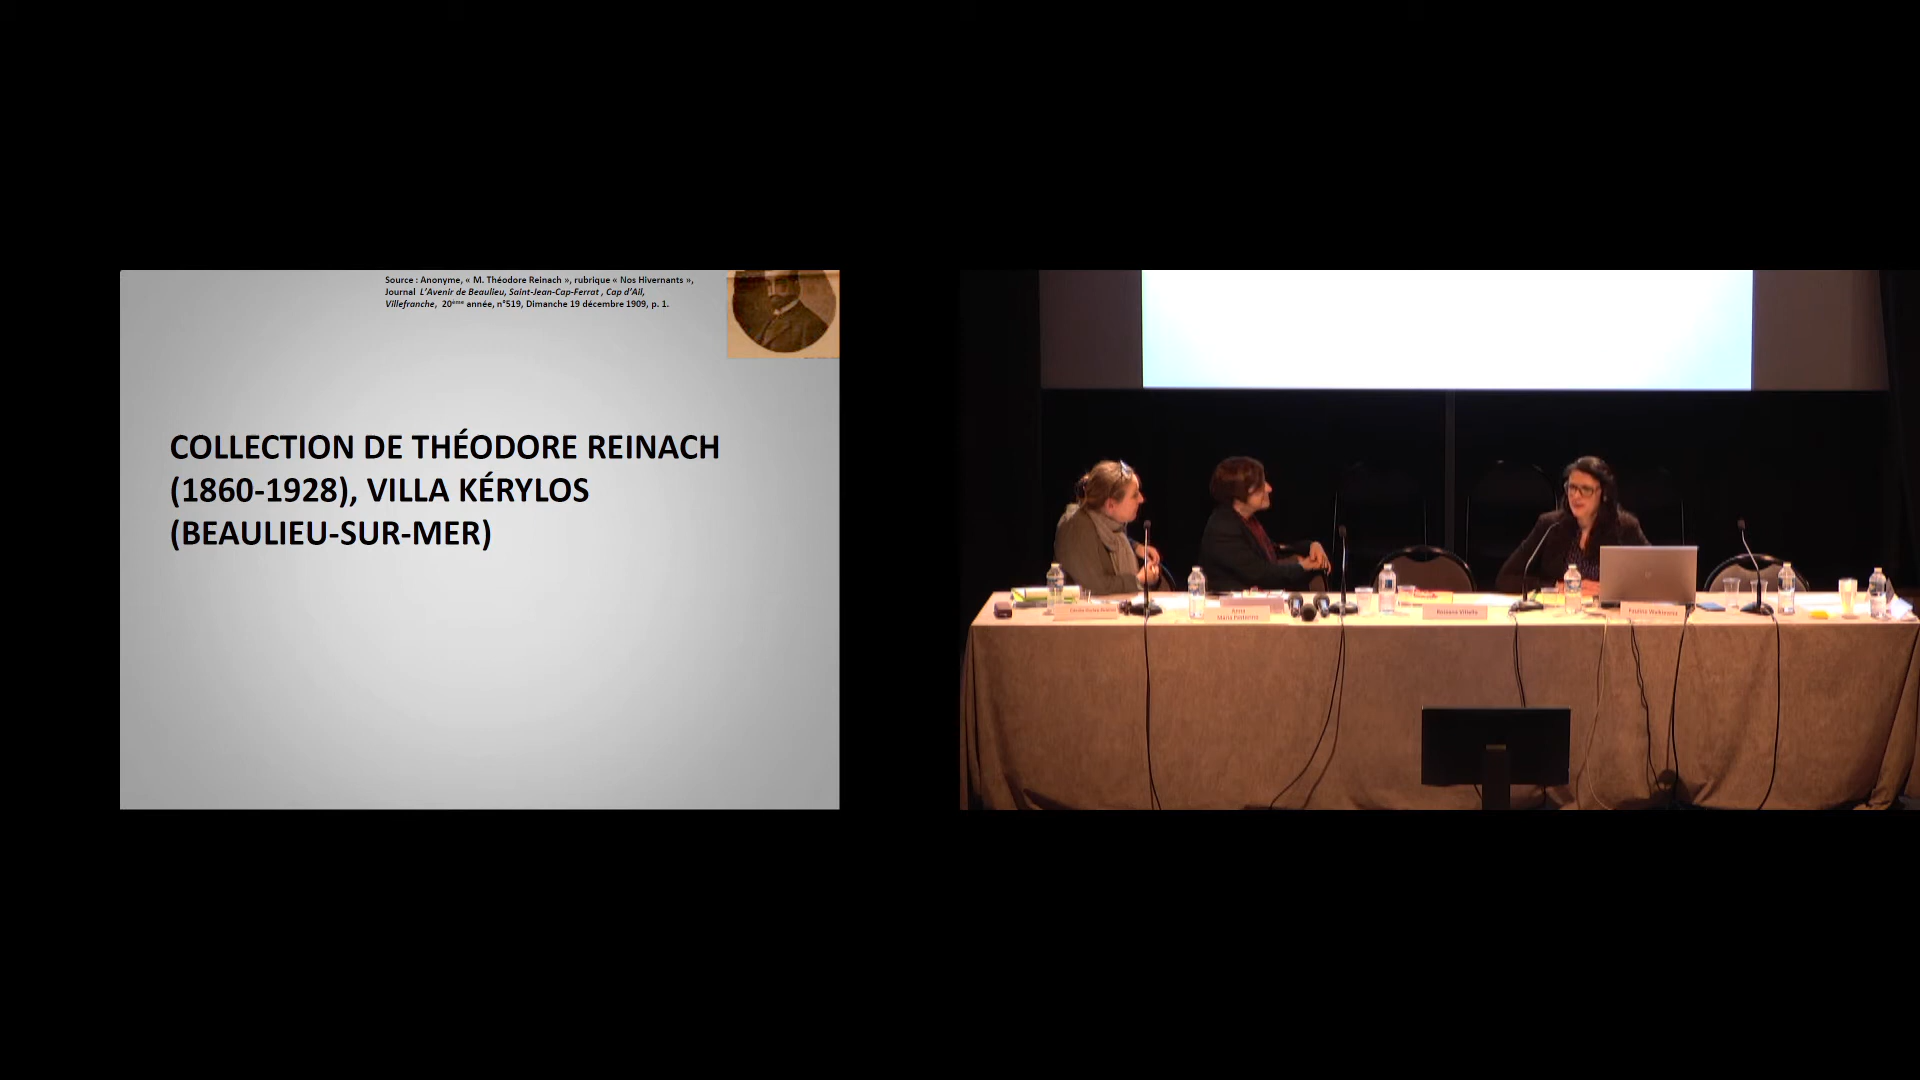 Source : Anonyme, « M. Théodore Reinach », rubrique « Nos Hivernants »,
Journal L'Avenir de Beaulieu, Saint-Jean-Cap-Ferrat , Cap d'Ail,
Villefranche, 20ème année, n°519, Dimanche 19 décembre 1909, p. 1.
COLLECTION DE THÉODORE REINACH
(1860-1928), VILLA KÉRYLOS
(BEAULIEU-SUR-MER)